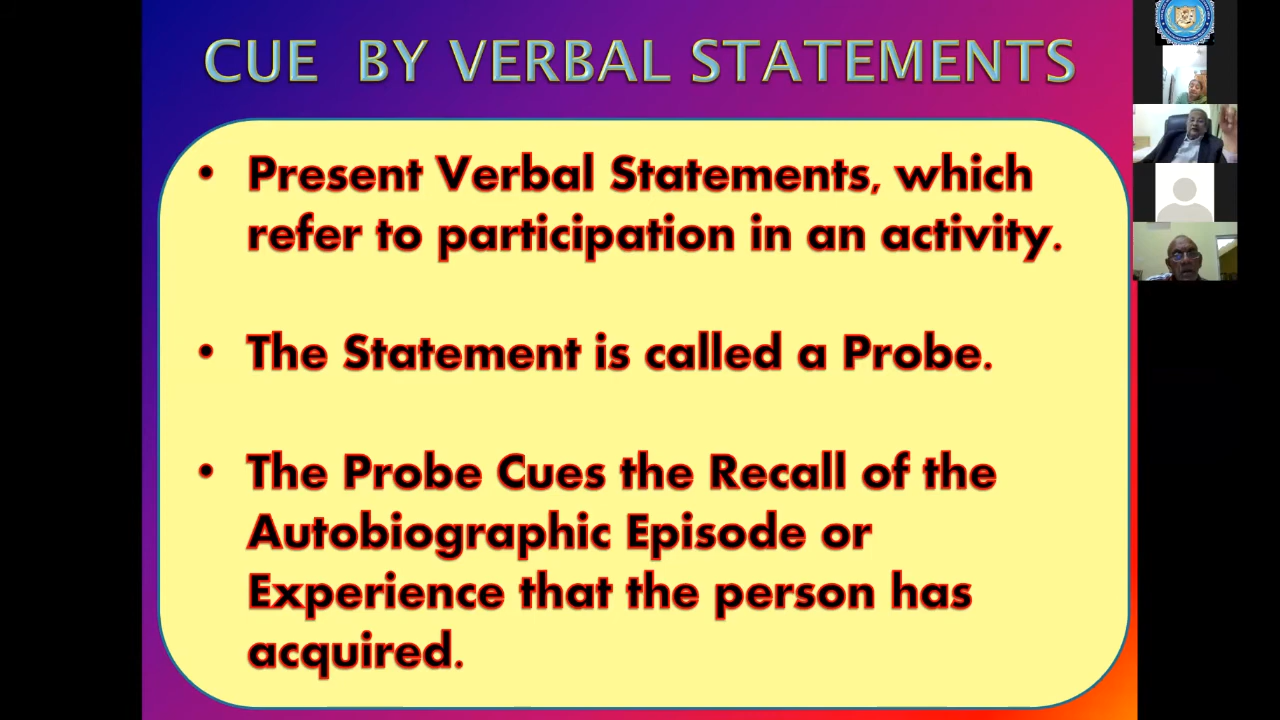 CUE BY VERBAL STATEMENTS
• Present Verbal Statements, which
refer to participation in an activity.
• The Statement is called a Probe.
• The Probe Cues the Recall of the
Autobiographic Episode or
Experience that the person has
acquired.